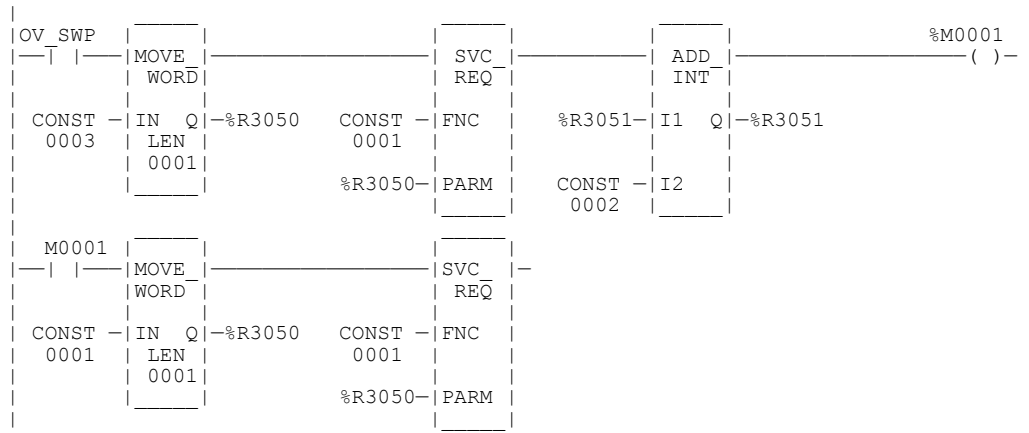 OV_SWP %M0001
MOVE_ SVC_ ADD_ ( )
WORD REQ INT
CONST IN Q %R3050 CONST FNC %R3051 I1 Q %R3051
0003 LEN 0001
0001
%R3050 PARM CONST I2
0002
M0001
MOVE_ SVC_
WORD REQ
CONST IN Q %R3050 CONST FNC
0001 LEN 0001
0001
%R3050 PARM